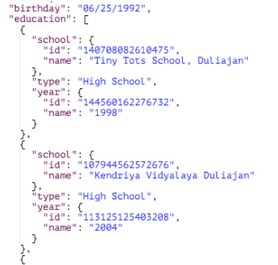 "birthday": "06/25/1992",
"education": [
{
"school": {
"id": "140708082610475",
"name": "Tiny Tots School, Duliajan"
},
"type": "High School",
"year": {
"id": "144560162276732",
"name": "1998"
}
},
{
"school": {
"id": "107944562572676",
"name": "Kendriya Vidyalaya Duliajan"
},
"type": "High School",
"year": {
"id": "113125125403208",
"name": "2004"
}
},
{